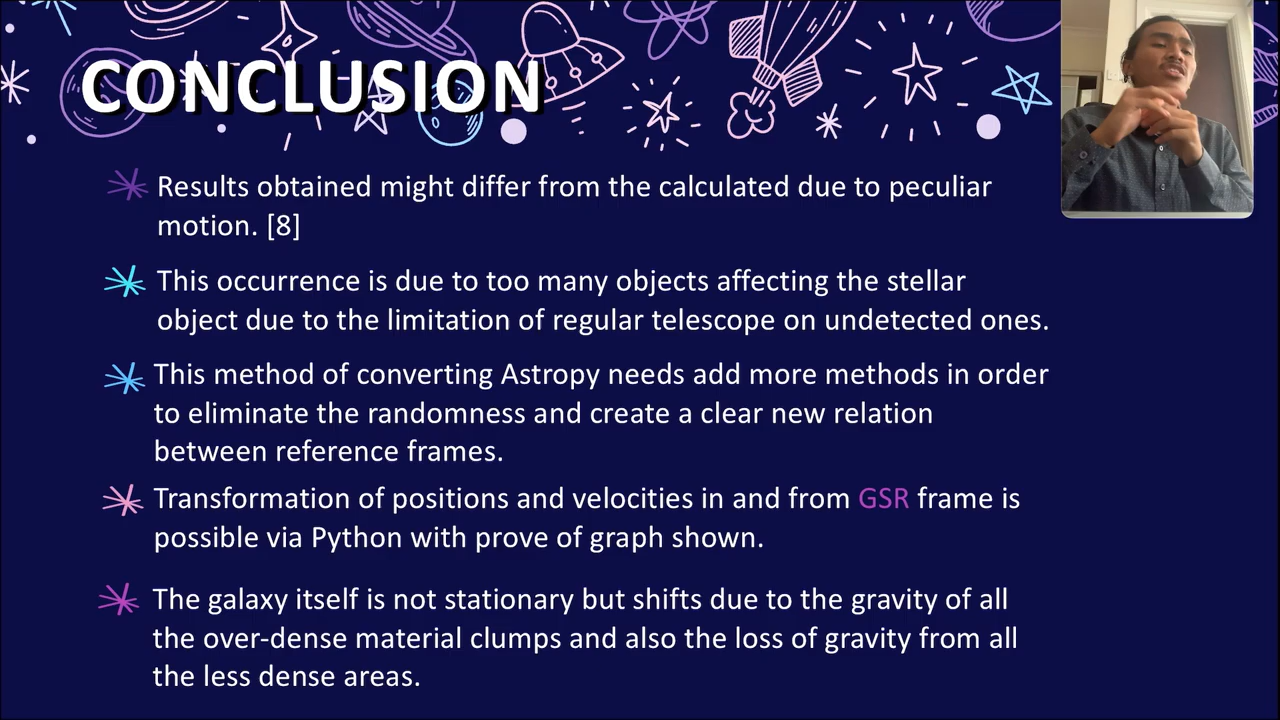 CONCLUSION
Results obtained might differ from the calculated due to peculiar
motion. [8]
This occurrence is due to too many objects affecting the stellar
object due to the limitation of regular telescope on undetected ones.
This method of converting Astropy needs add more methods in order
to eliminate the randomness and create a clear new relation
between reference frames.
Transformation of positions and velocities in and from GSR frame is
possible via Python with prove of graph shown.
The galaxy itself is not stationary but shifts due to the gravity of all
the over-dense material clumps and also the loss of gravity from all
the less dense areas.